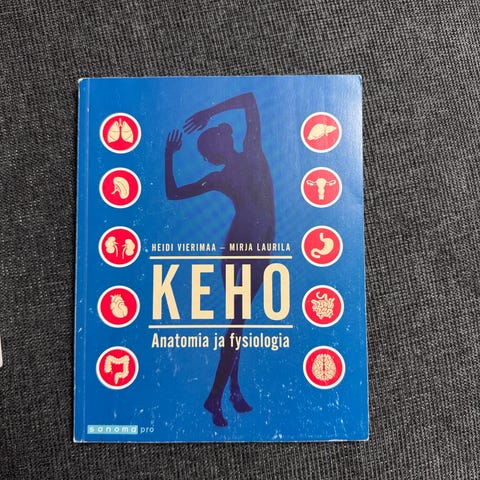 HEIDI VIERIMAA – MIRJA LAURILA
KEHO
Anatomia ja fysiologia
sanoma pro